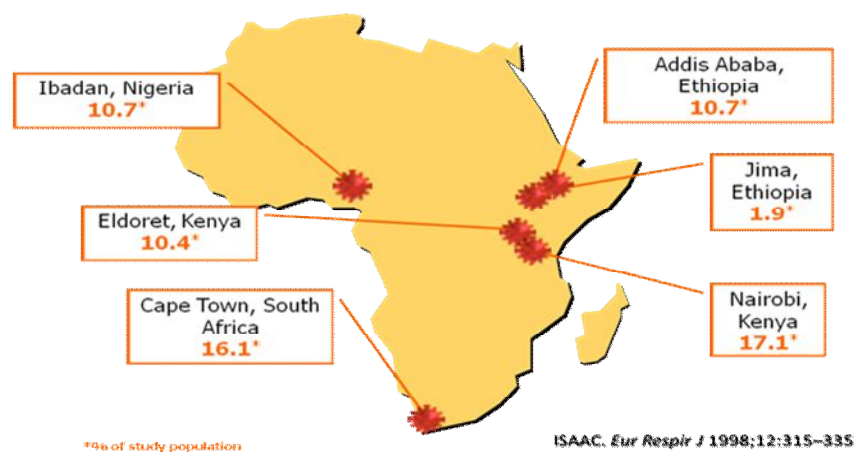 Ibadan, Nigeria
10.7*
Addis Ababa,
Ethiopia
10.7*
Jima,
Ethiopia
1.9*
Eldoret, Kenya
10.4*
Cape Town, South
Africa
16.1*
Nairobi,
Kenya
17.1*
*% of study population
ISAAC. Eur Respir J 1998;12:315–335